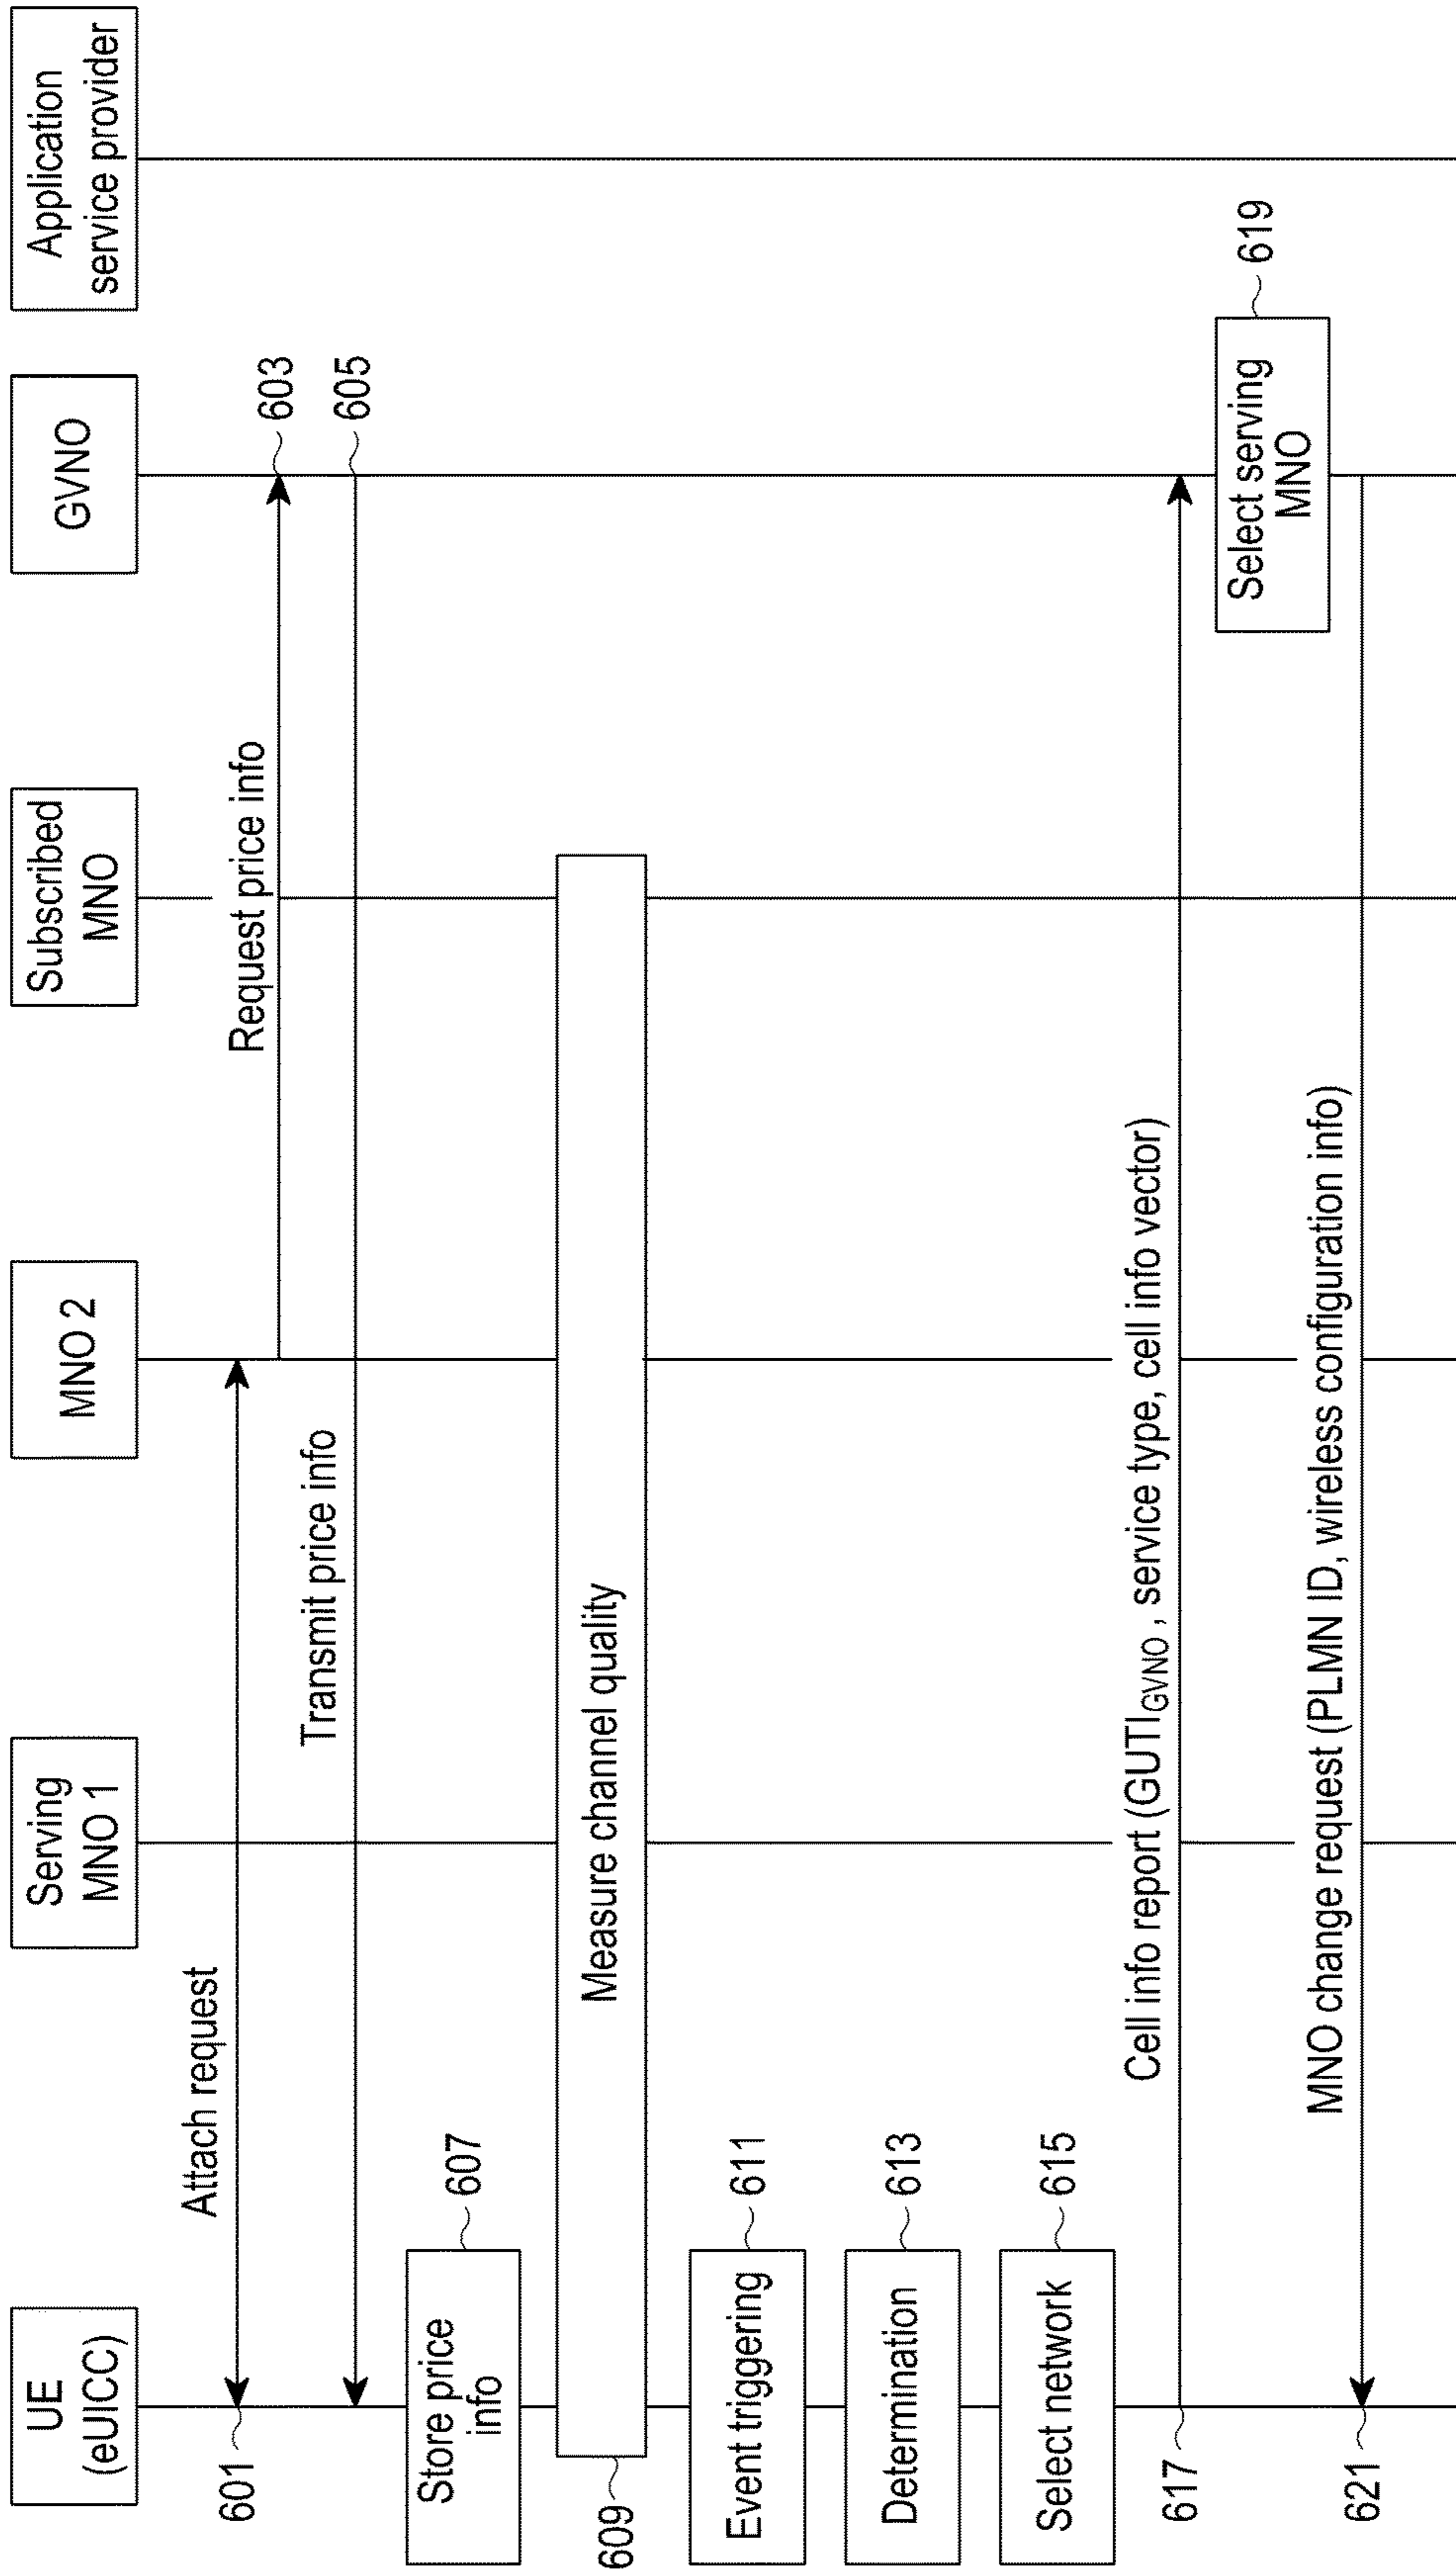 UE
(eUICC)
Serving
MNO 1
MNO 2
Subscribed
MNO
GVNO
Application
service provider
601
Attach request
Request price info
603
Transmit price info
605
Store price
info
607
609
Measure channel quality
Event triggering
611
Determination
613
Select network
615
617
Cell info report (GUTI_GVNO, service type, cell info vector)
Select serving
MNO
619
621
MNO change request (PLMN ID, wireless configuration info)